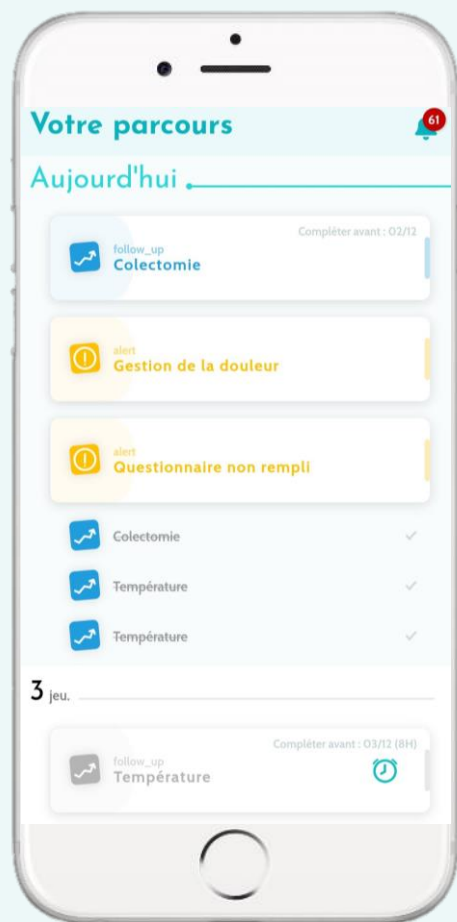 Votre parcours
61
Aujourd'hui
Compléter avant : 02/12
follow_up
Colectomie
alert
Gestion de la douleur
alert
Questionnaire non rempli
Colectomie
Température
Température
3 jeu.
Compléter avant : 03/12 (8H)
follow_up
Température